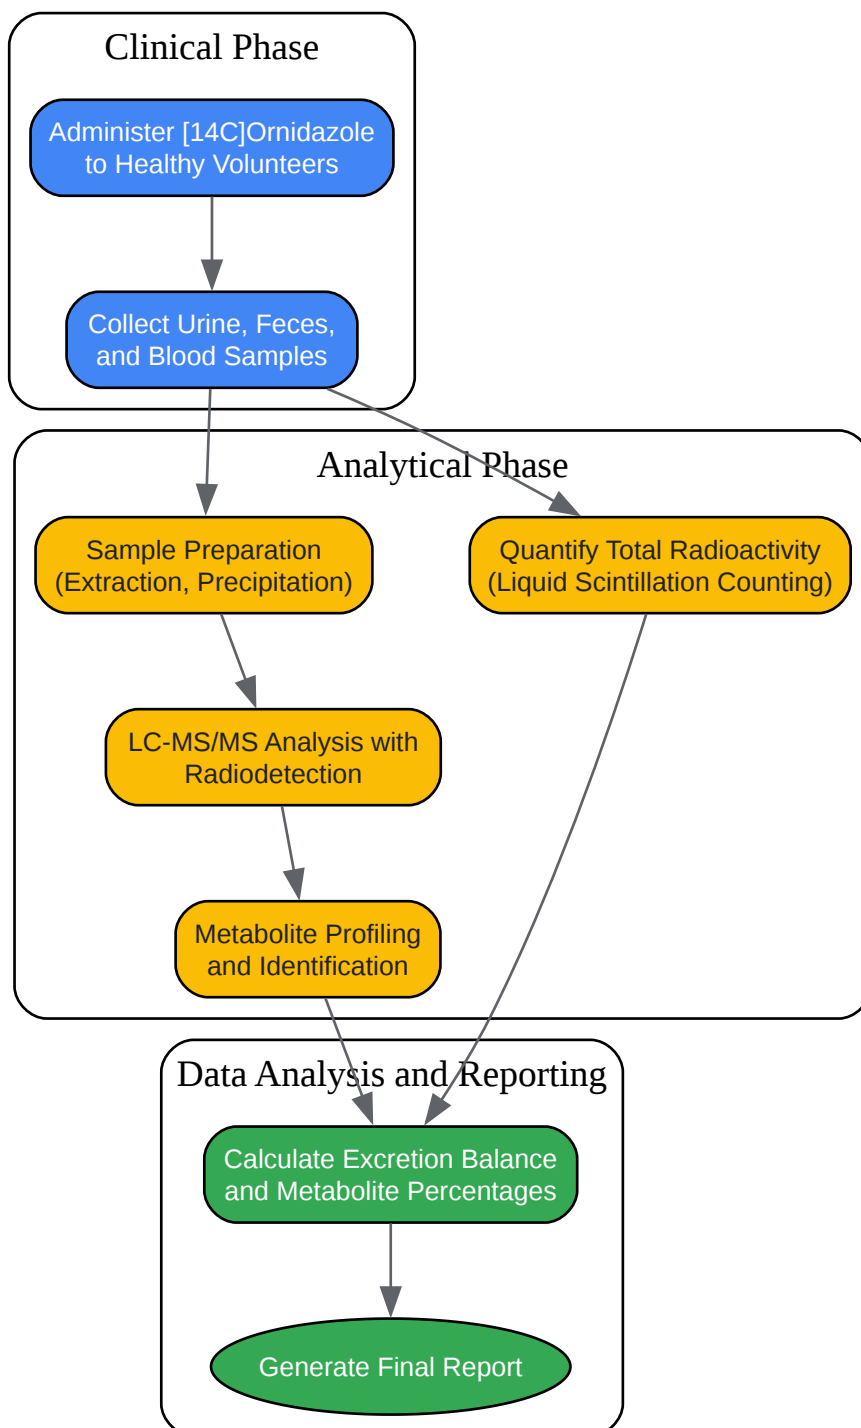 Clinical Phase
Administer [14C]Ornidazole
to Healthy Volunteers
Collect Urine, Feces,
and Blood Samples
Analytical Phase
Sample Preparation
(Extraction, Precipitation)
Quantify Total Radioactivity
(Liquid Scintillation Counting)
LC-MS/MS Analysis with
Radiodetection
Metabolite Profiling
and Identification
Data Analysis and Reporting
Calculate Excretion Balance
and Metabolite Percentages
Generate Final Report